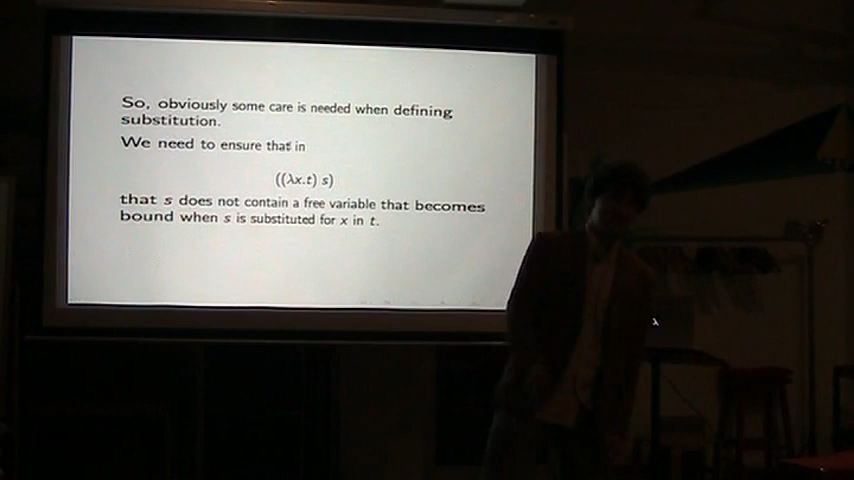 So, obviously some care is needed when defining
substitution.
We need to ensure that in
((λx.t) s)
that s does not contain a free variable that becomes
bound when s is substituted for x in t.